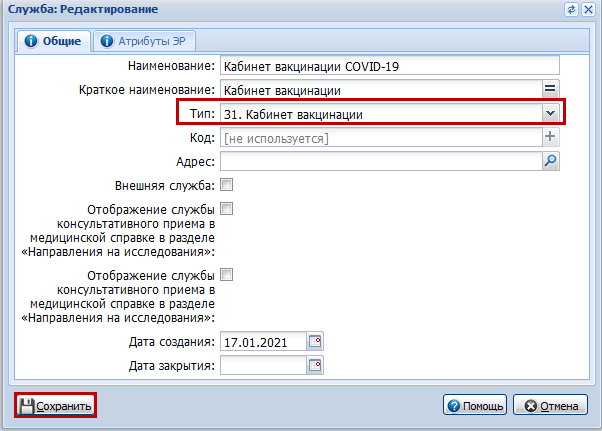 Служба: Редактирование
Общие Атрибуты ЭР
Наименование: Кабинет вакцинации COVID-19
Краткое наименование: Кабинет вакцинации
Тип: 31. Кабинет вакцинации
Код: [не используется]
Адрес:
Внешняя служба:
Отображение службы
консультативного приема в
медицинской справке в разделе
«Направления на исследования»:
Отображение службы
консультативного приема в
медицинской справке в разделе
«Направления на исследования»:
Дата создания: 17.01.2021
Дата закрытия:
Сохранить Помощь Отмена